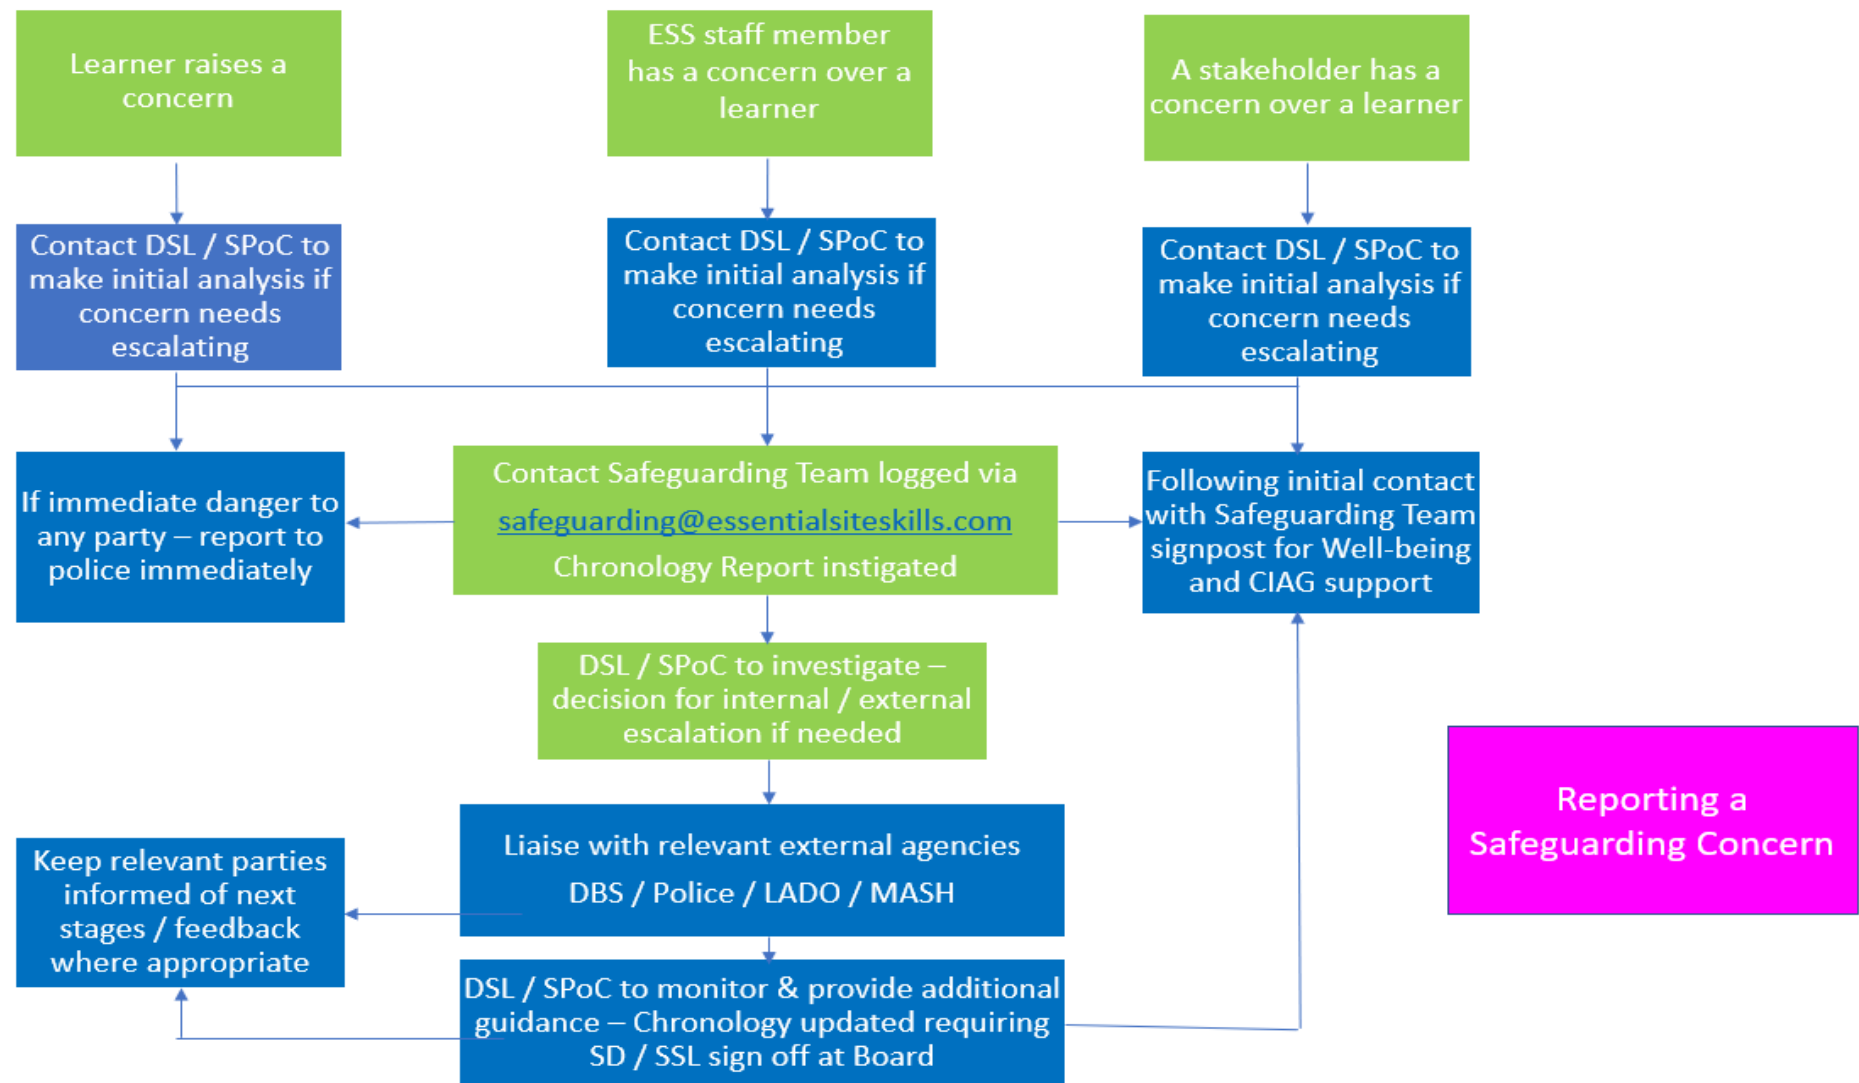 Learner raises a
concern
ESS staff member
has a concern over a
learner
A stakeholder has a
concern over a learner
Contact DSL / SPoC to
make initial analysis if
concern needs
escalating
Contact DSL / SPoC to
make initial analysis if
concern needs
escalating
Contact DSL / SPoC to
make initial analysis if
concern needs
escalating
If immediate danger to
any party – report to
police immediately
Contact Safeguarding Team logged via
safeguarding@essentialsiteskills.com
Chronology Report instigated
Following initial contact
with Safeguarding Team
signpost for Well-being
and CIAG support
DSL / SPoC to investigate –
decision for internal / external
escalation if needed
Reporting a
Safeguarding Concern
Liaise with relevant external agencies
DBS / Police / LADO / MASH
Keep relevant parties
informed of next
stages / feedback
where appropriate
DSL / SPoC to monitor & provide additional
guidance – Chronology updated requiring
SD / SSL sign off at Board